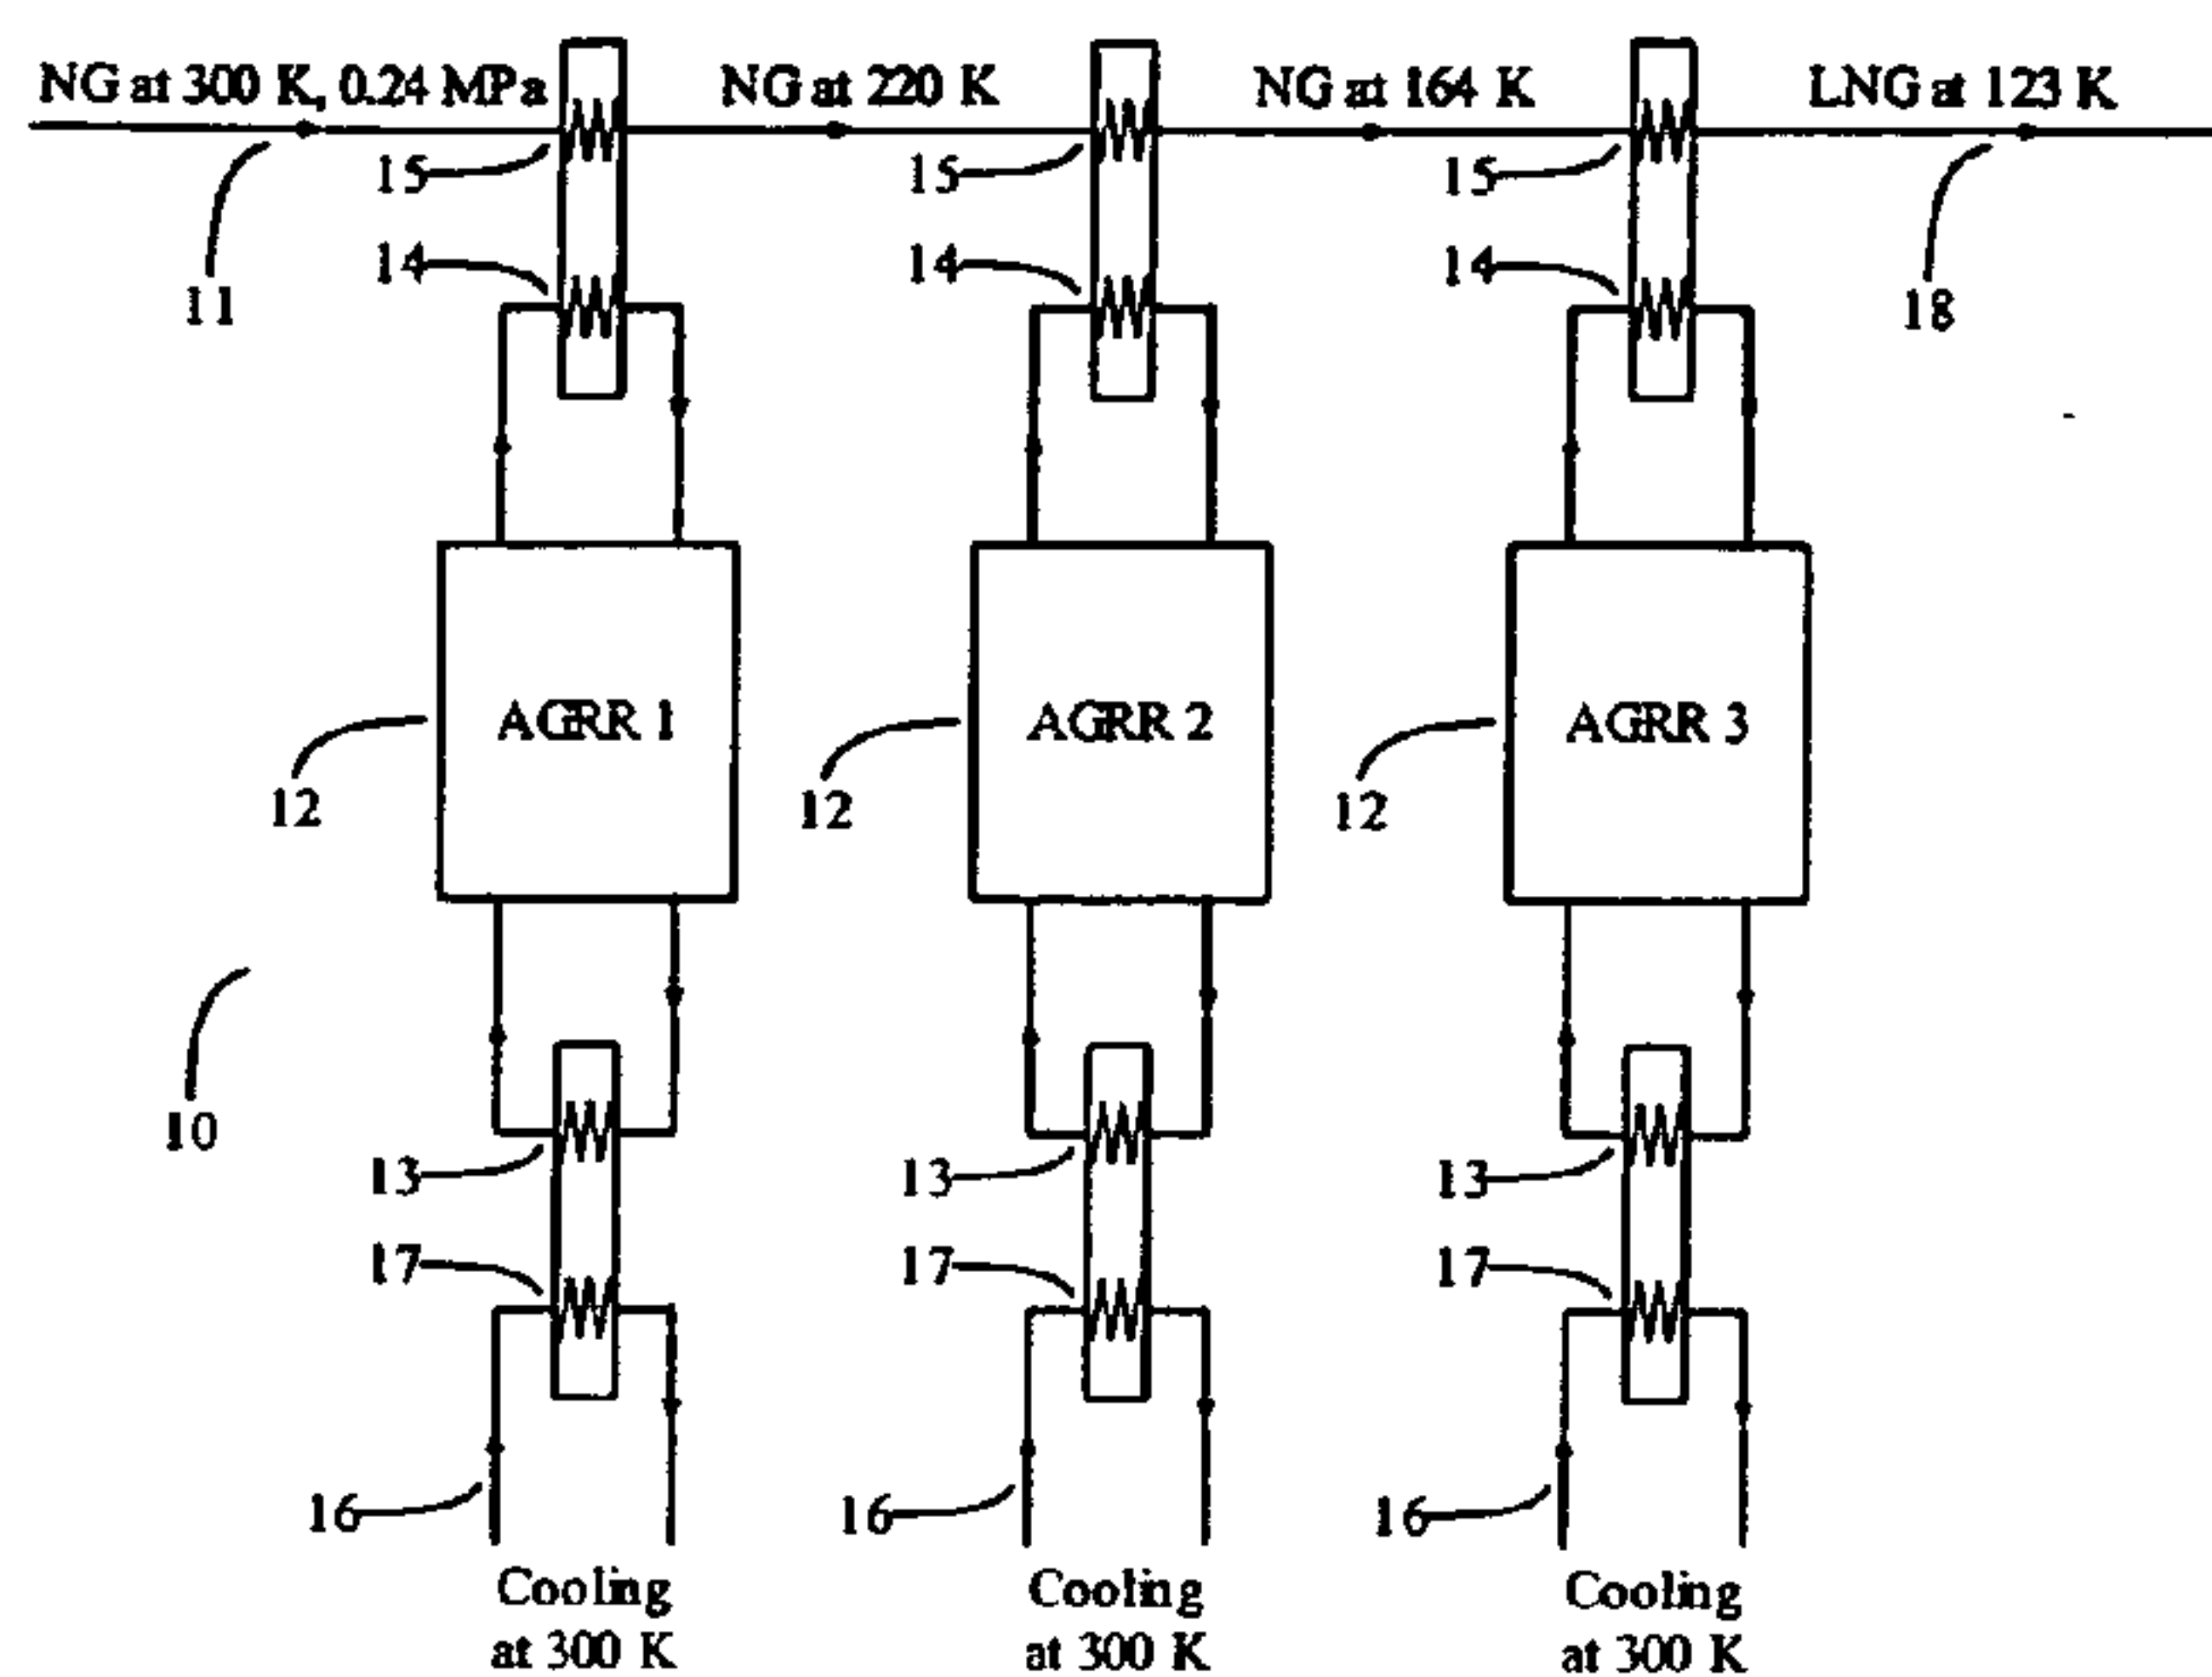 NG at 300 K, 0.24 MPa NG at 220 K NG at 164 K LNG at 123 K
15 15 15
14 14 14
11 18
AGRR 1 AGRR 2 AGRR 3
12 12 12
10
13 13 13
17 17 17
16 16 16
Cooling Cooling Cooling
at 300 K at 300 K at 300 K